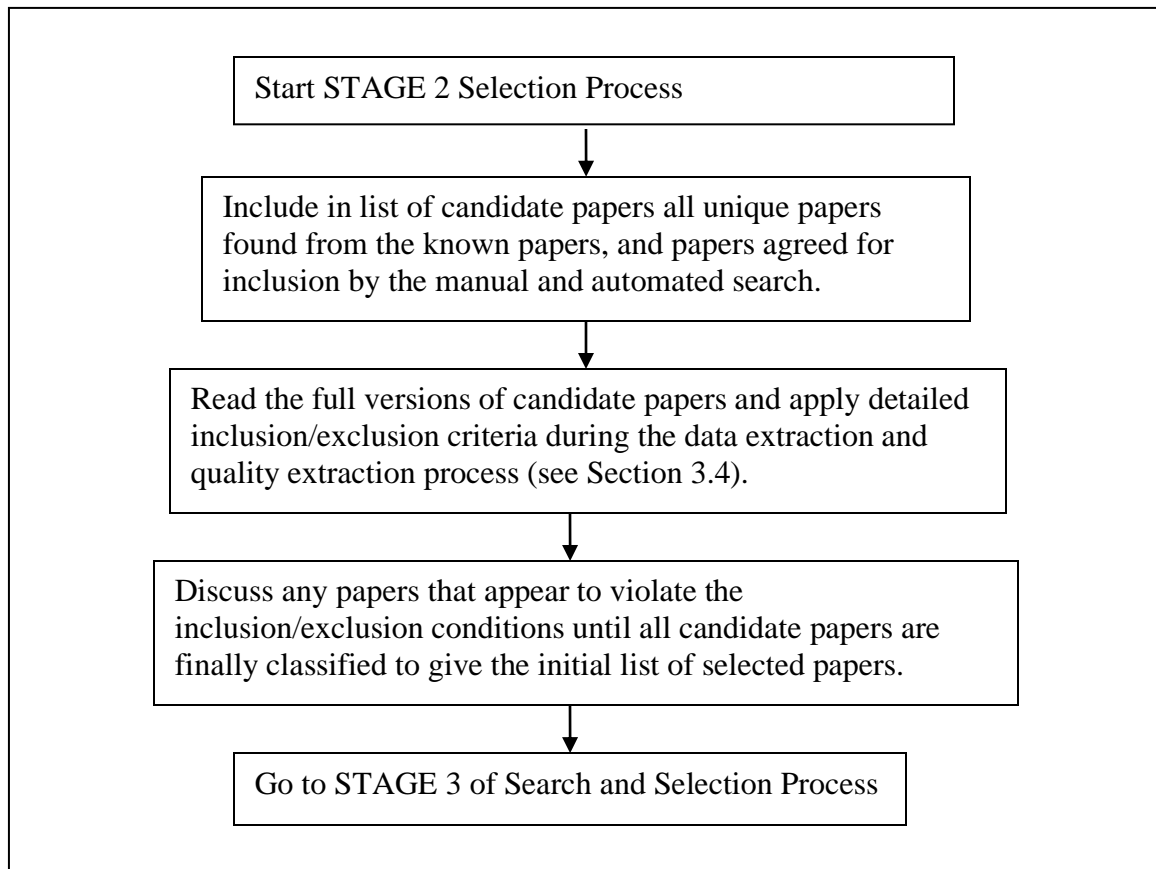 Start STAGE 2 Selection Process
Include in list of candidate papers all unique papers
found from the known papers, and papers agreed for
inclusion by the manual and automated search.
Read the full versions of candidate papers and apply detailed
inclusion/exclusion criteria during the data extraction and
quality extraction process (see Section 3.4).
Discuss any papers that appear to violate the
inclusion/exclusion conditions until all candidate papers are
finally classified to give the initial list of selected papers.
Go to STAGE 3 of Search and Selection Process